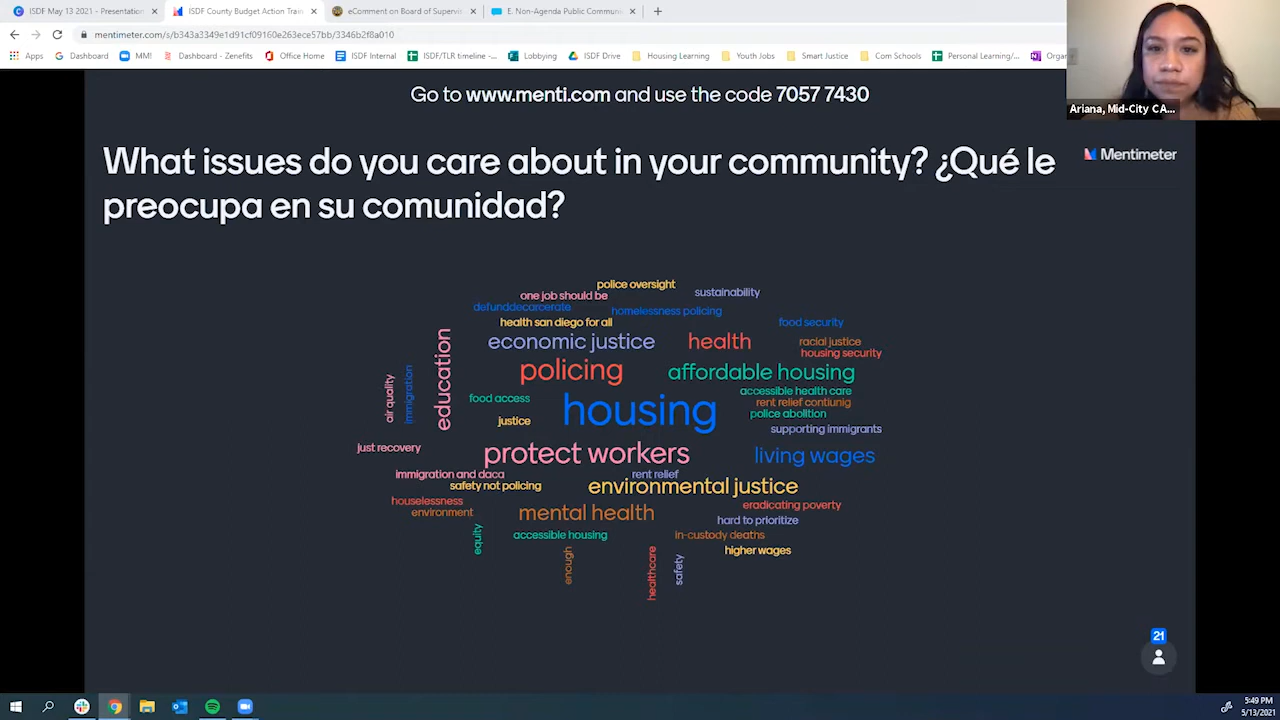 ISDF May 13 2021 - Presentation
ISDF County Budget Action Train
eComment on Board of Supervis
E. Non-Agenda Public Commun
mentimeter.com/s/b343a3349e1d91cf09160e263ece57bb/3346b2f8a010
Apps Dashboard MMI Dashboard - Zenefits Office Home ISDF Internal ISDF/TLR timeline -... Lobbying ISDF Drive Housing Learning Youth Jobs Smart Justice Com Schools Personal Learning/...
Ariana, Mid-City CA...
Go to www.menti.com and use the code 7057 7430
What issues do you care about in your community? ¿Qué le
preocupa en su comunidad?
Mentimeter
police oversight
one job should be
sustainability
defunddecarcerate
homelessness policing
health san diego for all
food security
economic justice
health
racial justice
housing security
education
policing
affordable housing
air quality
immigration
food access
accessible health care
rent relief contiunig
housing
police abolition
justice
supporting immigrants
just recovery
protect workers
living wages
immigration and daca
rent relief
safety not policing
environmental justice
houselessness
eradicating poverty
environment
mental health
hard to prioritize
equity
accessible housing
in-custody deaths
enough
healthcare
safety
higher wages
21
5:49 PM
5/13/2021